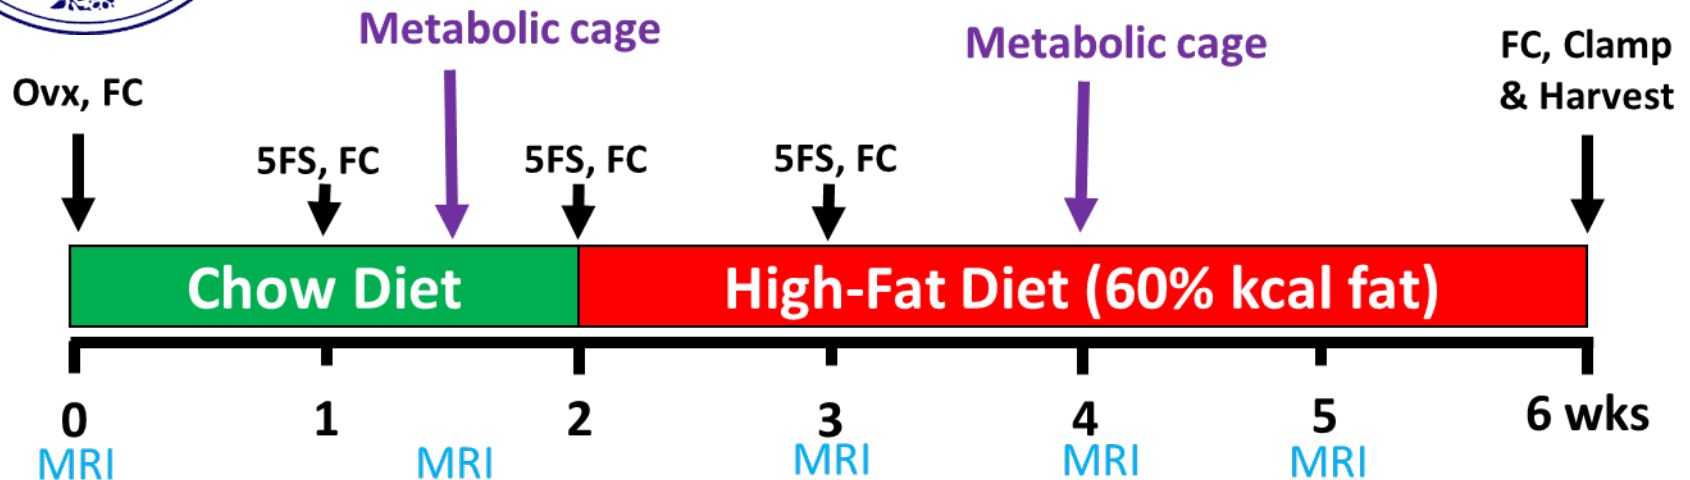 Metabolic cage
Metabolic cage
FC, Clamp
& Harvest
Ovx, FC
5FS, FC
5FS, FC
5FS, FC
Chow Diet
High-Fat Diet (60% kcal fat)
0
1
2
3
4
5
6 wks
MRI
MRI
MRI
MRI
MRI